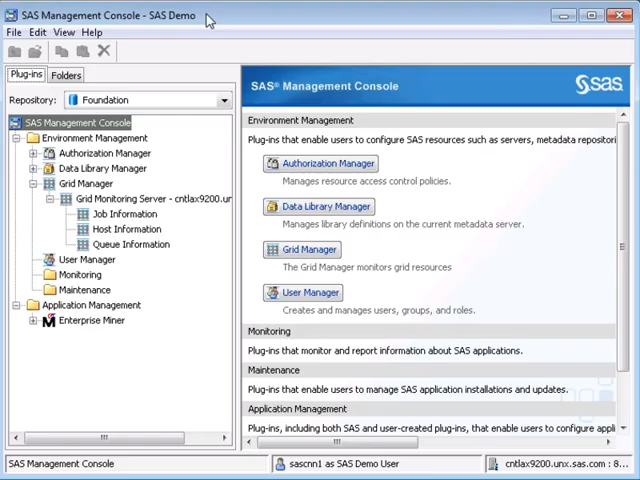 SAS Management Console - SAS Demo
File Edit View Help
Plug-ins Folders
Repository: Foundation
SAS Management Console
Environment Management
Authorization Manager
Data Library Manager
Grid Manager
Grid Monitoring Server - cntlax9200.un
Job Information
Host Information
Queue Information
User Manager
Monitoring
Maintenance
Application Management
Enterprise Miner
SAS® Management Console
sas
Environment Management
Plug-ins that enable users to configure SAS resources such as servers, metadata repositori
Authorization Manager
Manages resource access control policies.
Data Library Manager
Manages library definitions on the current metadata server.
Grid Manager
The Grid Manager monitors grid resources
User Manager
Creates and manages users, groups, and roles.
Monitoring
Plug-ins that monitor and report information about SAS applications.
Maintenance
Plug-ins that enable users to manage SAS application installations and updates.
Application Management
Plug-ins, including both SAS and user-created plug-ins, that enable users to configure appl
SAS Management Console
sascnn1 as SAS Demo User
cntlax9200.unx.sas.com : 8...